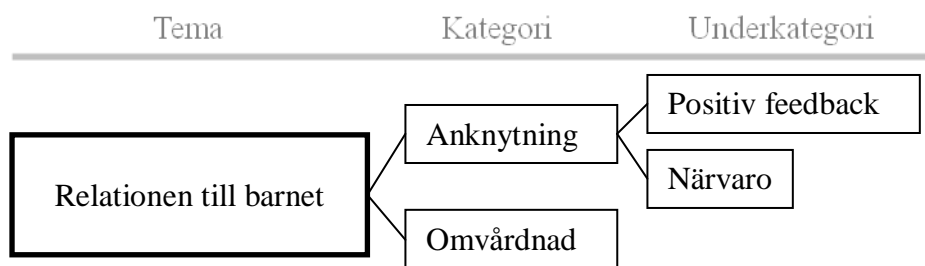 Tema Kategori Underkategori
Positiv feedback
Anknytning
Närvaro
Relationen till barnet
Omvårdnad